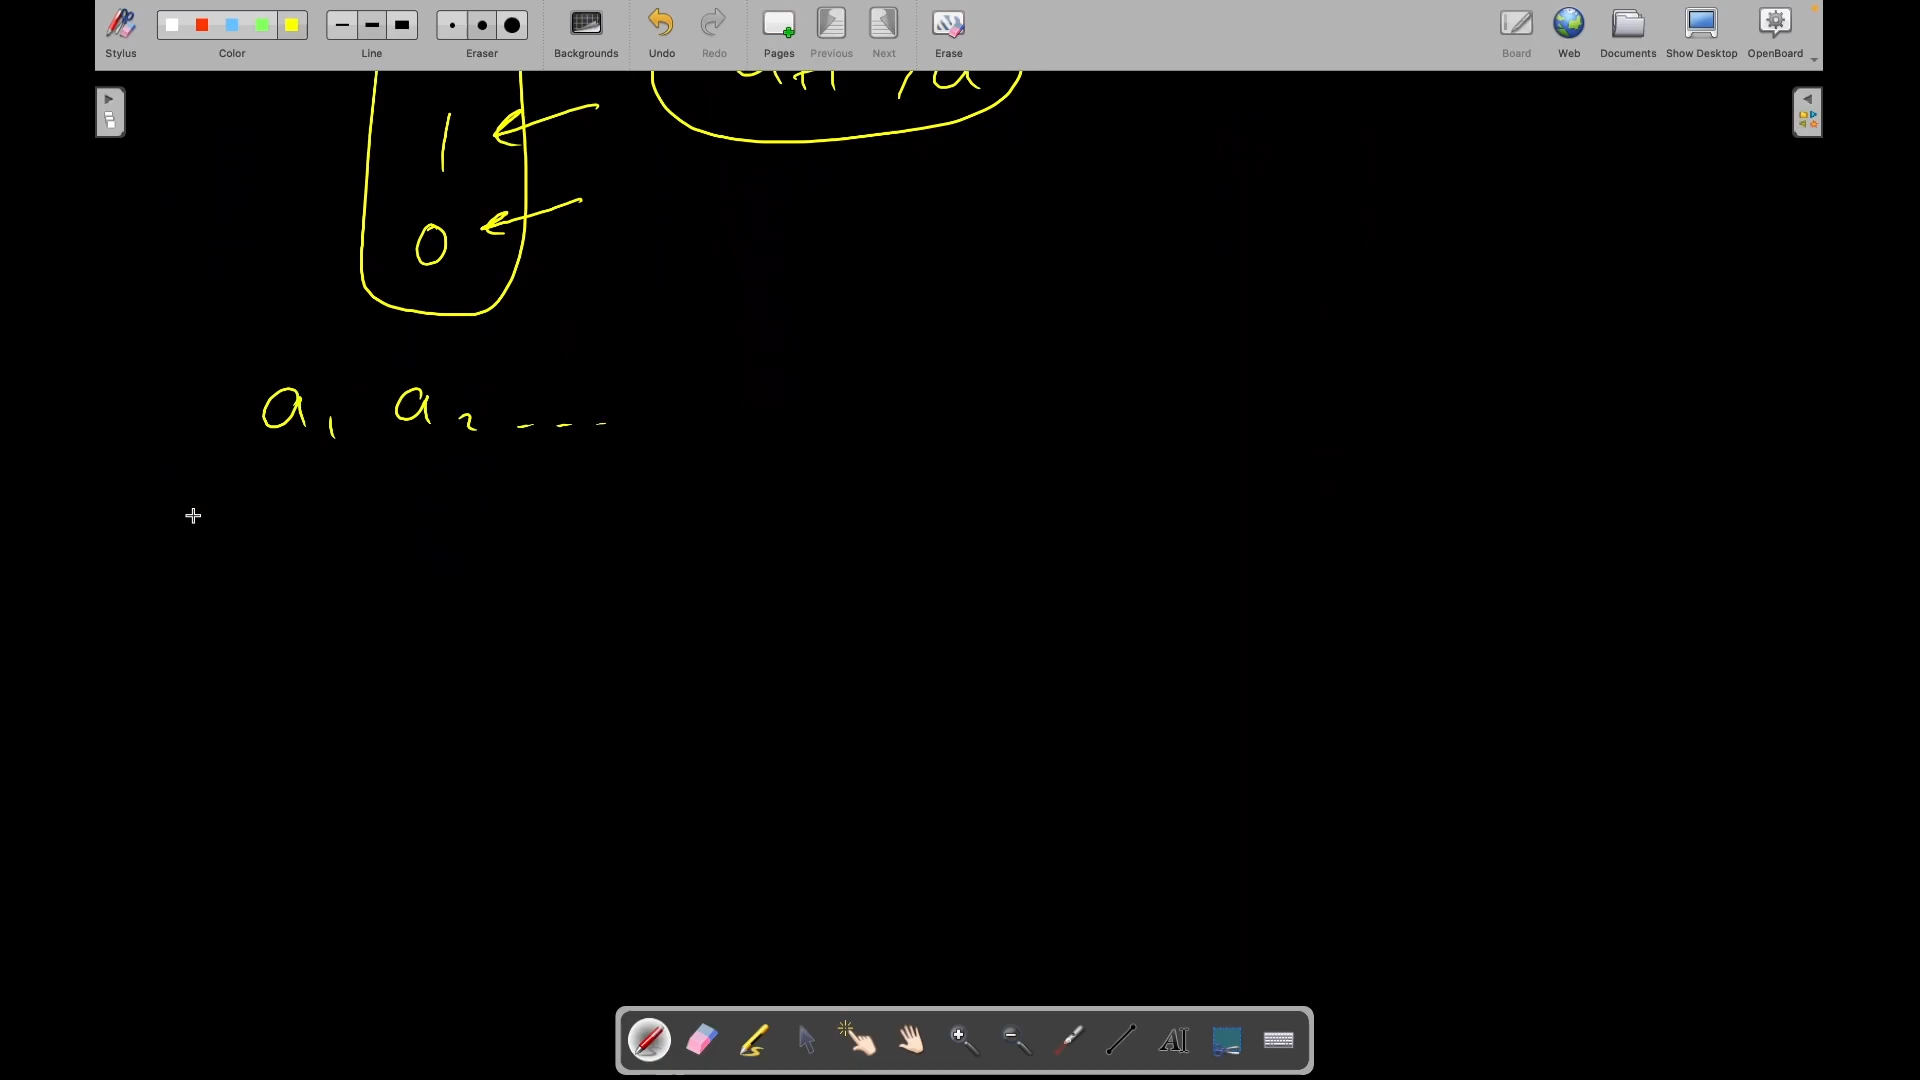 Stylus Color Line Eraser Backgrounds Undo Redo Pages Previous Next Erase Board Web Documents Show Desktop OpenBoard
1
0
a₁ a₂ ---
AI